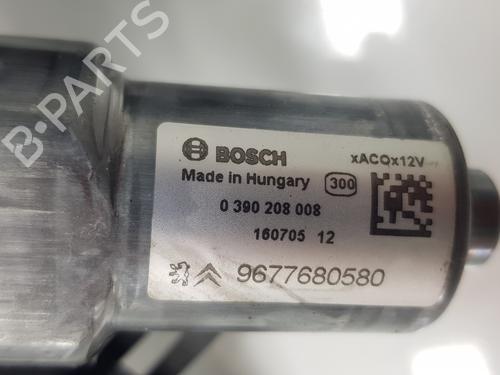 B-PARTS
BOSCH
xACQx12V
Made in Hungary
300
0 390 208 008
160705 12
9677680580